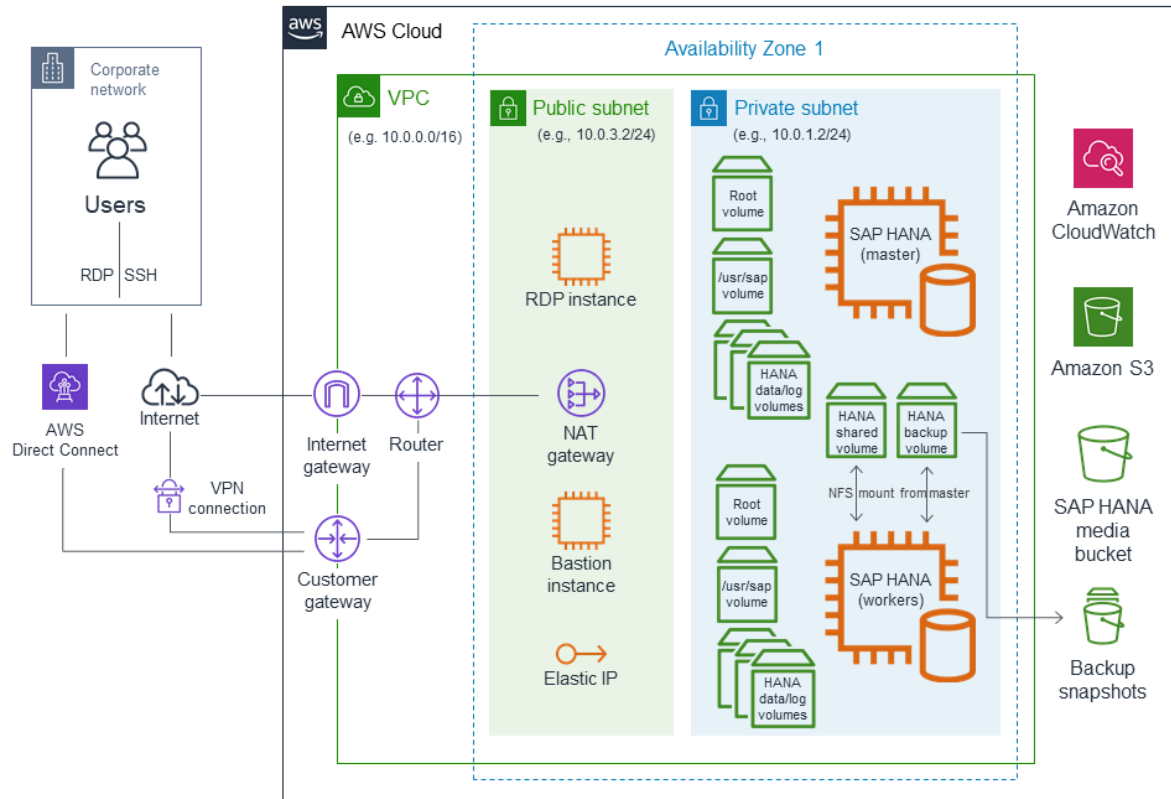 aws
AWS Cloud
Availability Zone 1
Corporate
network
Users
RDP
SSH
AWS
Direct Connect
Internet
VPN
connection
VPC
(e.g. 10.0.0.0/16)
Internet
gateway
Router
Customer
gateway
Public subnet
(e.g., 10.0.3.2/24)
RDP instance
NAT
gateway
Bastion
instance
Elastic IP
Private subnet
(e.g., 10.0.1.2/24)
Root
volume
/usr/sap
volume
HANA
data/log
volumes
SAP HANA
(master)
HANA
shared
volume
HANA
backup
volume
NFS mount from master
Root
volume
/usr/sap
volume
HANA
data/log
volumes
SAP HANA
(workers)
Amazon
CloudWatch
Amazon S3
SAP HANA
media
bucket
Backup
snapshots